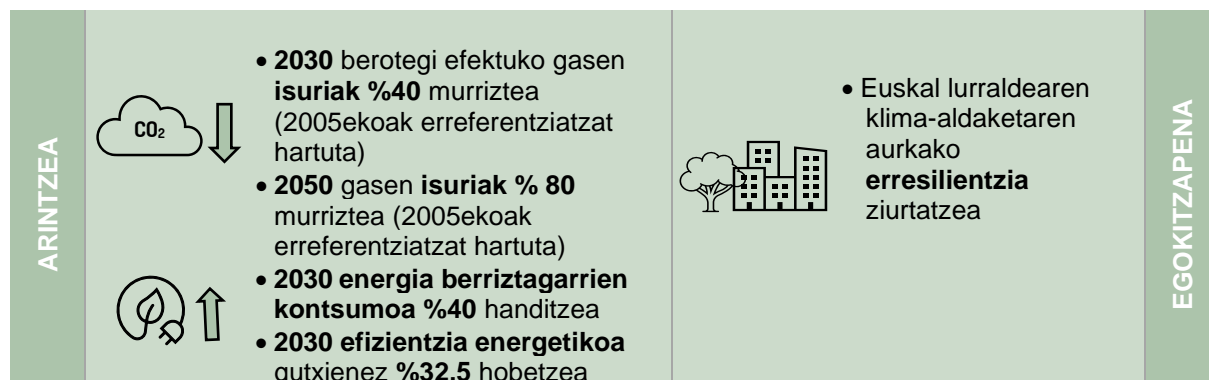 ARINTZEA
CO₂
• 2030 berotegi efektuko gasen
isuriak %40 murriztea
(2005ekoak erreferentziatzat
hartuta)
• 2050 gasen isuriak % 80
murriztea (2005ekoak
erreferentziatzat hartuta)
• 2030 energia berriztagarrien
kontsumoa %40 handitzea
• 2030 efizientzia energetikoa
gutxienez %32,5 hobetzea
• Euskal lurraldearen
klima-aldaketaren
aurkako
erresilientzia
ziurtatzea
EGOKITZAPENA